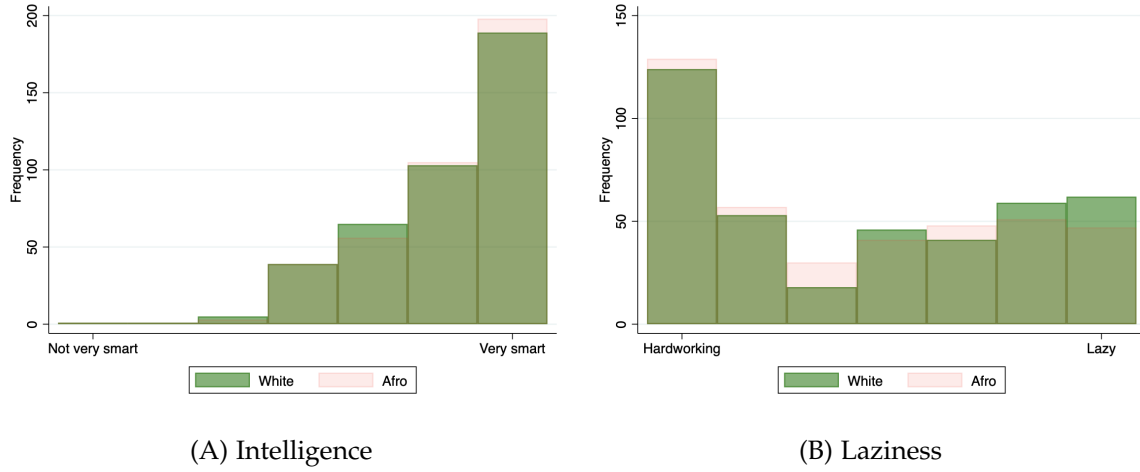 Frequency
200
150
100
50
0
Not very smart
Very smart
White
Afro
(A) Intelligence
Frequency
150
100
50
0
Hardworking
Lazy
White
Afro
(B) Laziness